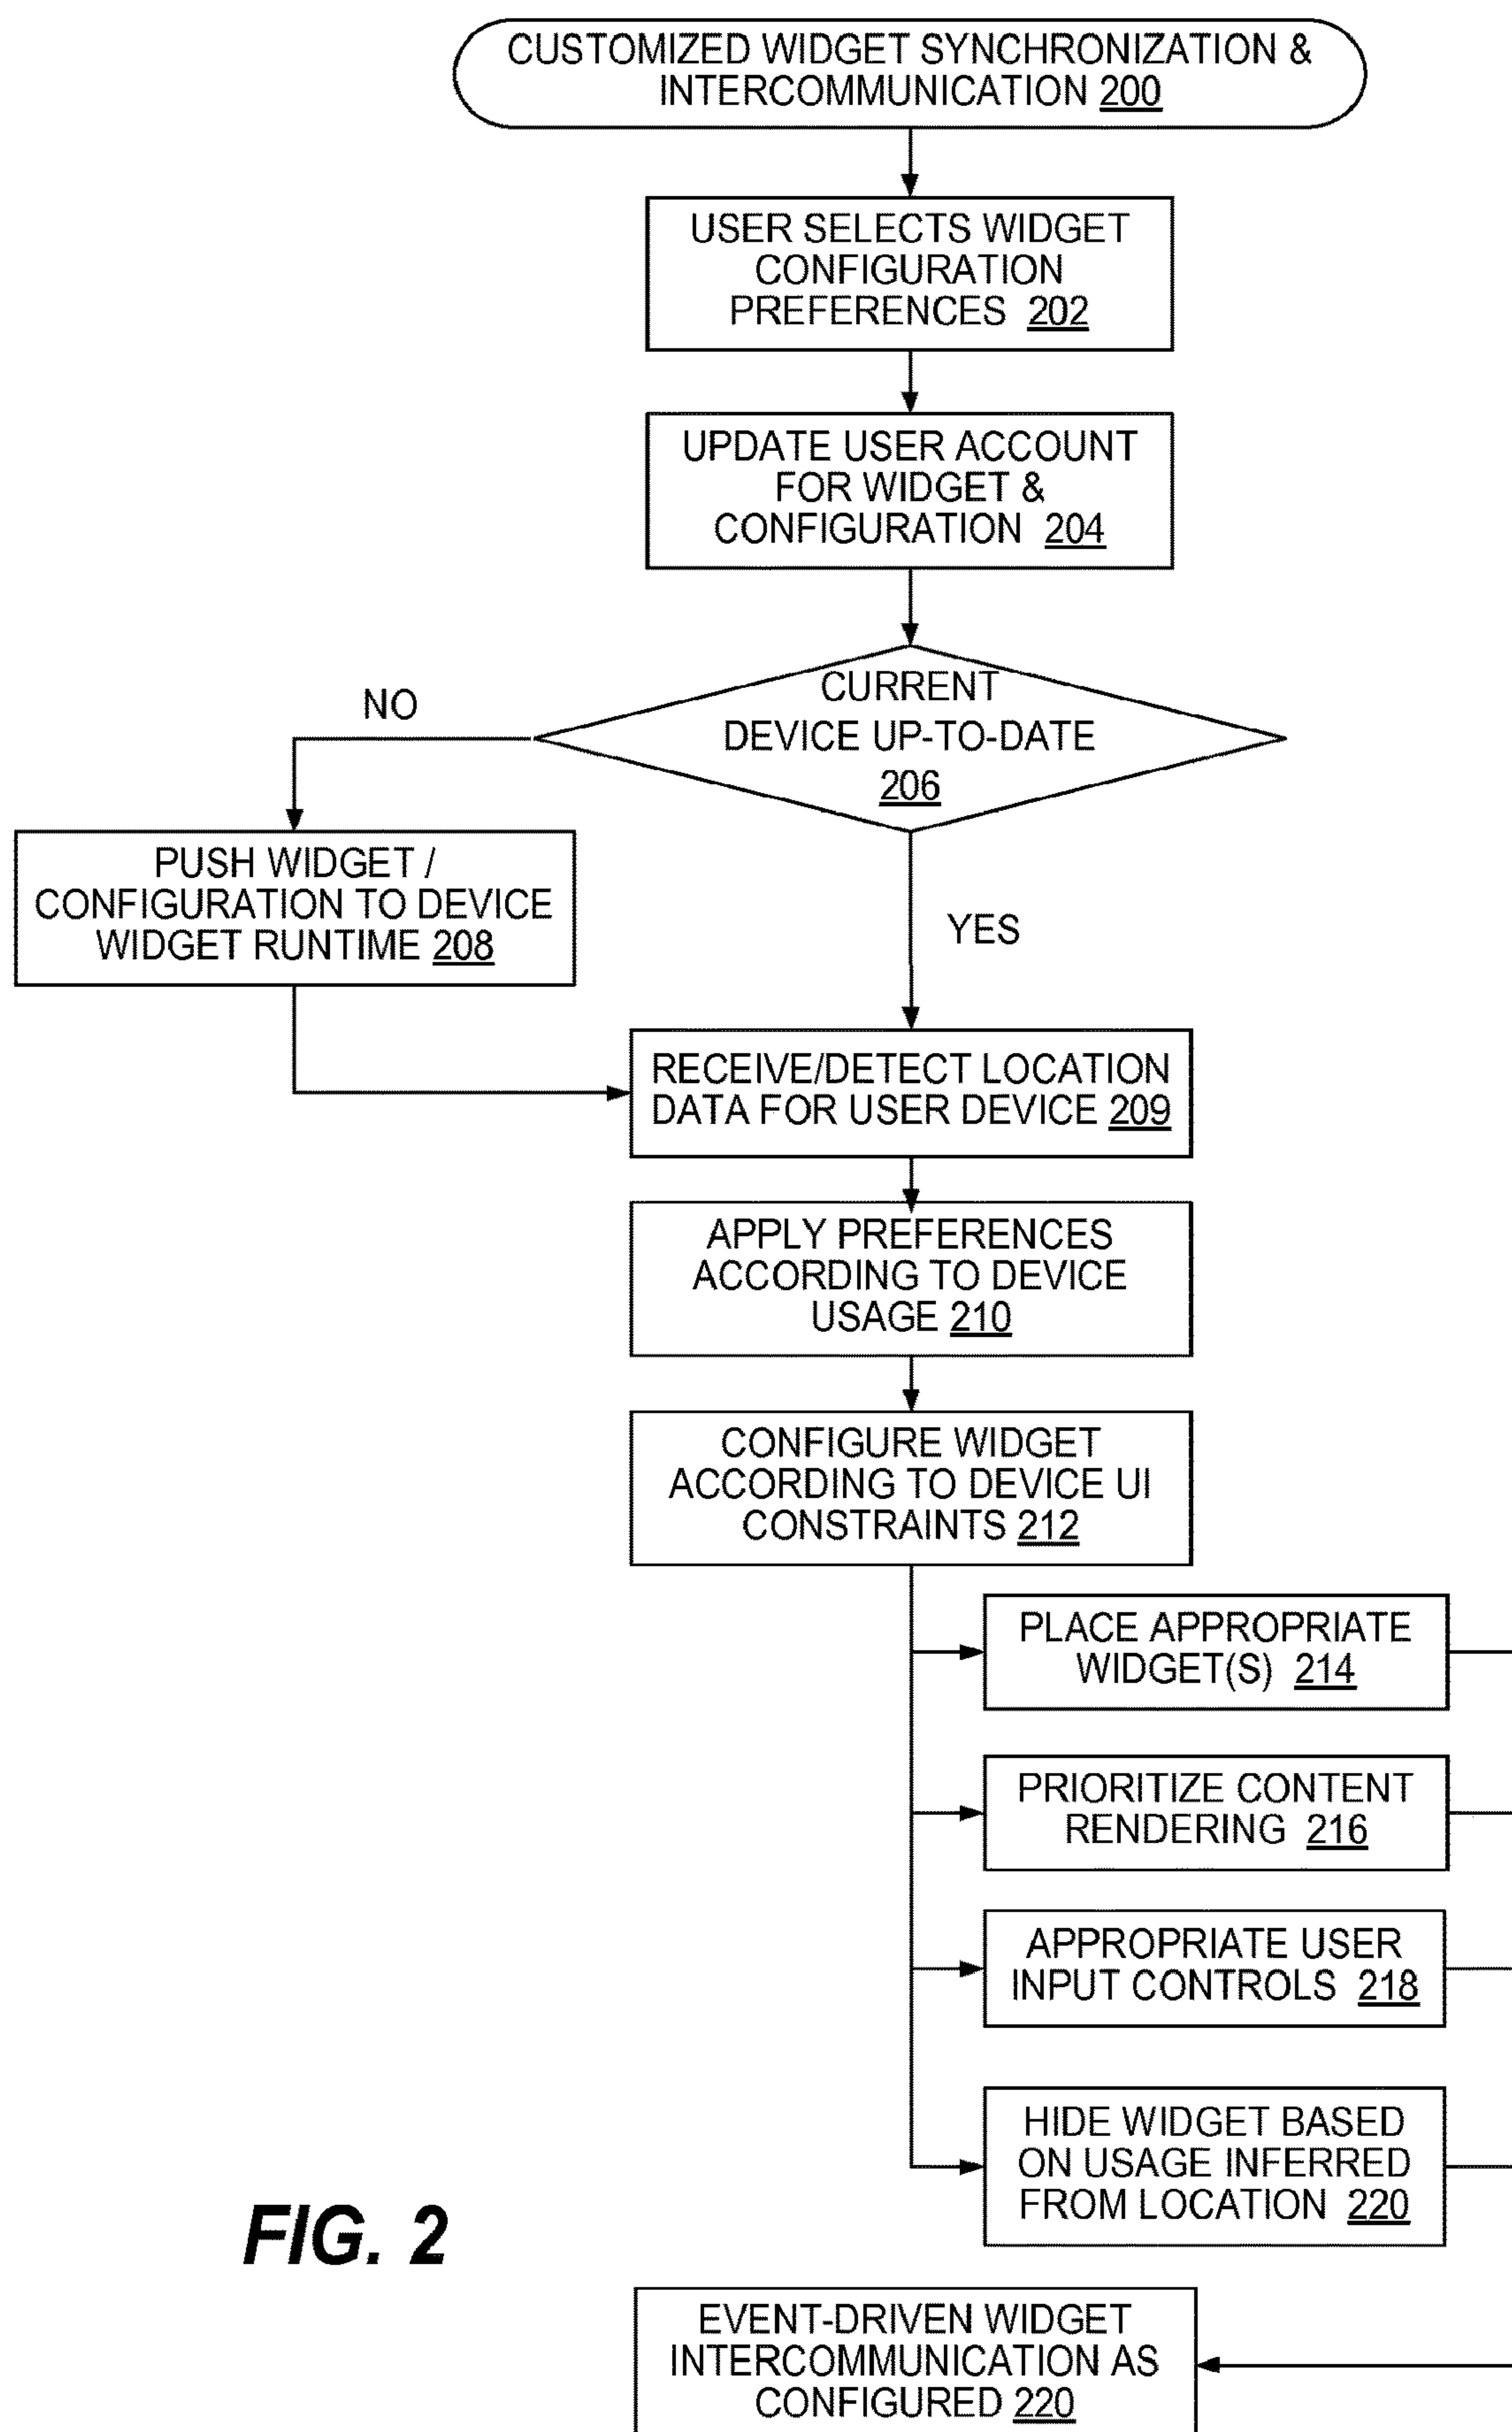 CUSTOMIZED WIDGET SYNCHRONIZATION &
INTERCOMMUNICATION 200
USER SELECTS WIDGET
CONFIGURATION
PREFERENCES 202
UPDATE USER ACCOUNT
FOR WIDGET &
CONFIGURATION 204
CURRENT
DEVICE UP-TO-DATE
206
NO
PUSH WIDGET /
CONFIGURATION TO DEVICE
WIDGET RUNTIME 208
YES
RECEIVE/DETECT LOCATION
DATA FOR USER DEVICE 209
APPLY PREFERENCES
ACCORDING TO DEVICE
USAGE 210
CONFIGURE WIDGET
ACCORDING TO DEVICE UI
CONSTRAINTS 212
PLACE APPROPRIATE
WIDGET(S) 214
PRIORITIZE CONTENT
RENDERING 216
APPROPRIATE USER
INPUT CONTROLS 218
HIDE WIDGET BASED
ON USAGE INFERRED
FROM LOCATION 220
FIG. 2
EVENT-DRIVEN WIDGET
INTERCOMMUNICATION AS
CONFIGURED 220